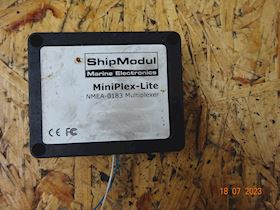 ShipModul
Marine Electronics
MiniPlex-Lite
NMEA-0183 Multiplexer
CE FC
18 07 2023